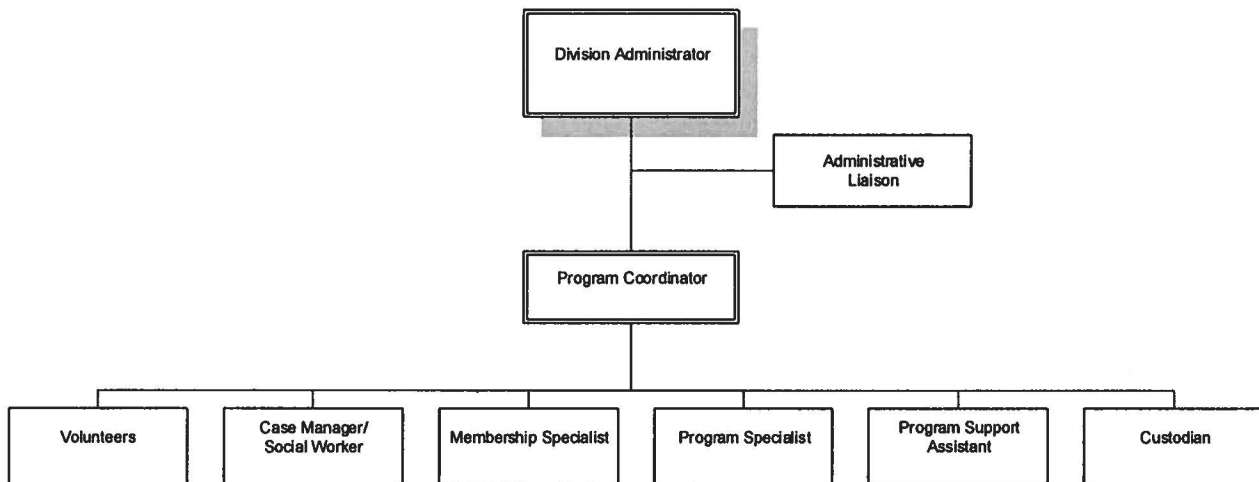 Division Administrator
Administrative
Liaison
Program Coordinator
Volunteers
Case Manager/
Social Worker
Membership Specialist
Program Specialist
Program Support
Assistant
Custodian